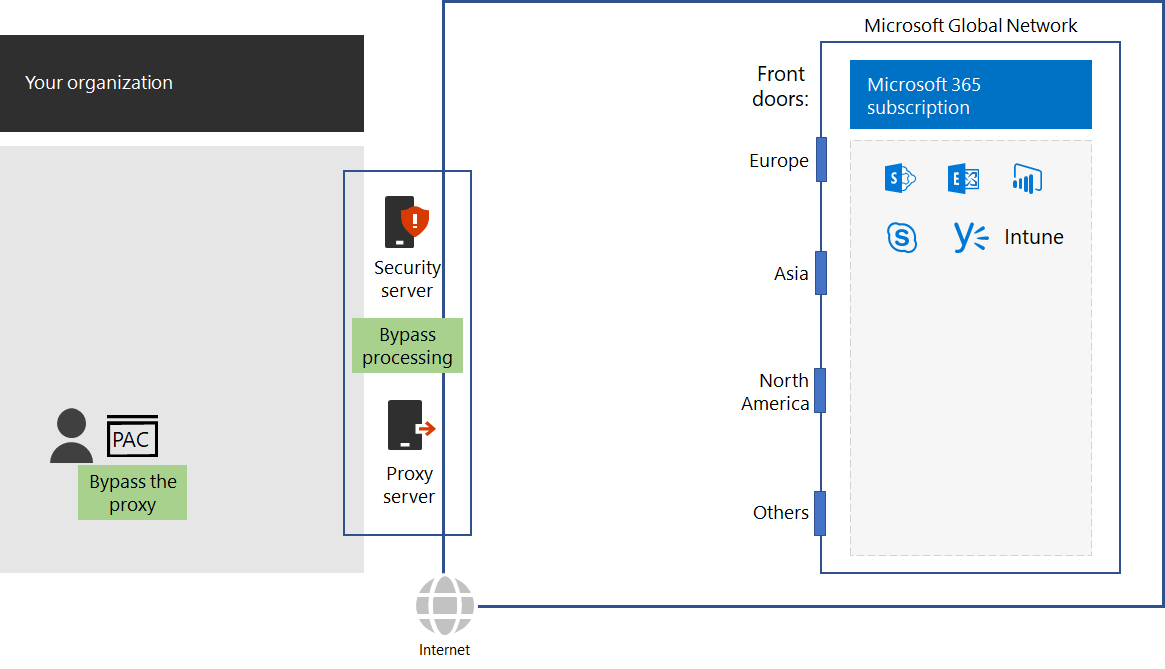 Microsoft Global Network
Your organization
Front
doors:
Microsoft 365
subscription
Europe
S
E
S
Intune
Security
server
Asia
Bypass
processing
North
America
PAC
Bypass the
proxy
Proxy
server
Others
Internet